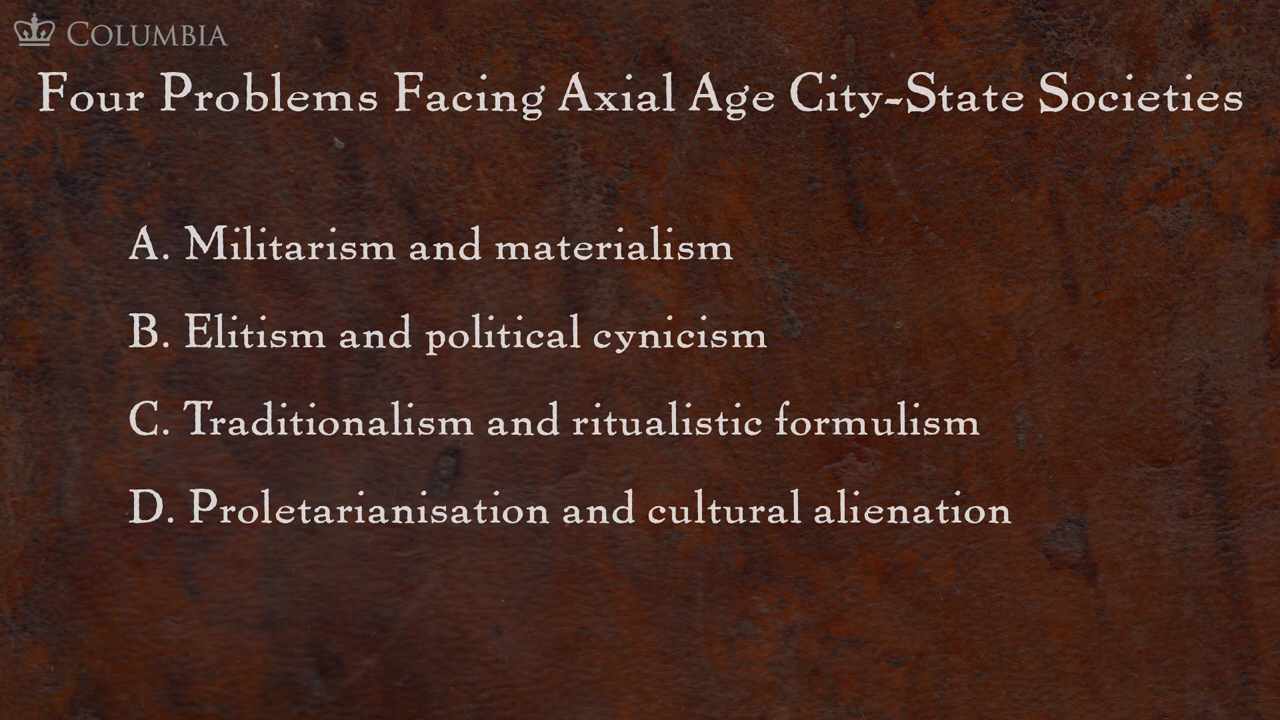 COLUMBIA
Four Problems Facing Axial Age City-State Societies
A. Militarism and materialism
B. Elitism and political cynicism
C. Traditionalism and ritualistic formulism
D. Proletarianisation and cultural alienation